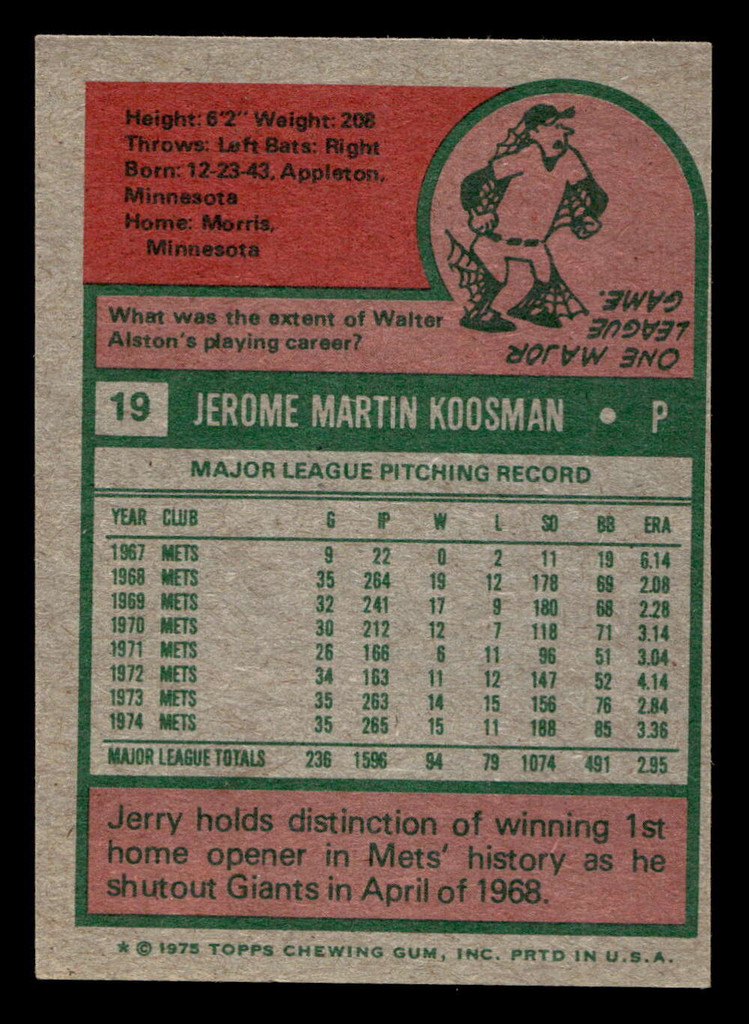 Height: 6'2" Weight: 208
Throws: Left Bats: Right
Born: 12-23-43, Appleton,
Minnesota
Home: Morris,
Minnesota
What was the extent of Walter
Alston's playing career?
ONE MAJOR
LEAGUE
GAME.
19 JEROME MARTIN KOOSMAN • P
MAJOR LEAGUE PITCHING RECORD
YEAR CLUB G IP W L SO BB ERA
1967 METS 9 22 0 2 11 19 6.14
1968 METS 35 264 19 12 178 69 2.08
1969 METS 32 241 17 9 180 68 2.28
1970 METS 30 212 12 7 118 71 3.14
1971 METS 26 166 6 11 96 51 3.04
1972 METS 34 163 11 12 147 52 4.14
1973 METS 35 263 14 15 156 76 2.84
1974 METS 35 265 15 11 188 85 3.36
MAJOR LEAGUE TOTALS 236 1596 94 79 1074 491 2.95
Jerry holds distinction of winning 1st
home opener in Mets' history as he
shutout Giants in April of 1968.
* © 1975 TOPPS CHEWING GUM, INC. PRTD IN U.S.A.